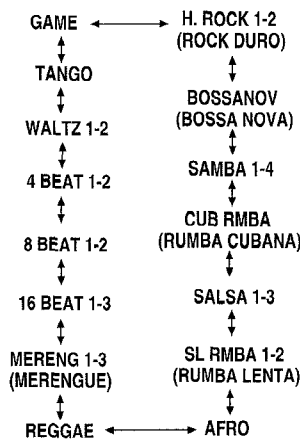 GAME
TANGO
WALTZ 1-2
4 BEAT 1-2
8 BEAT 1-2
16 BEAT 1-3
MERENG 1-3
(MERENGUE)
REGGAE
H. ROCK 1-2
(ROCK DURO)
BOSSANOV
(BOSSA NOVA)
SAMBA 1-4
CUB RMBA
(RUMBA CUBANA)
SALSA 1-3
SL RMBA 1-2
(RUMBA LENTA)
AFRO